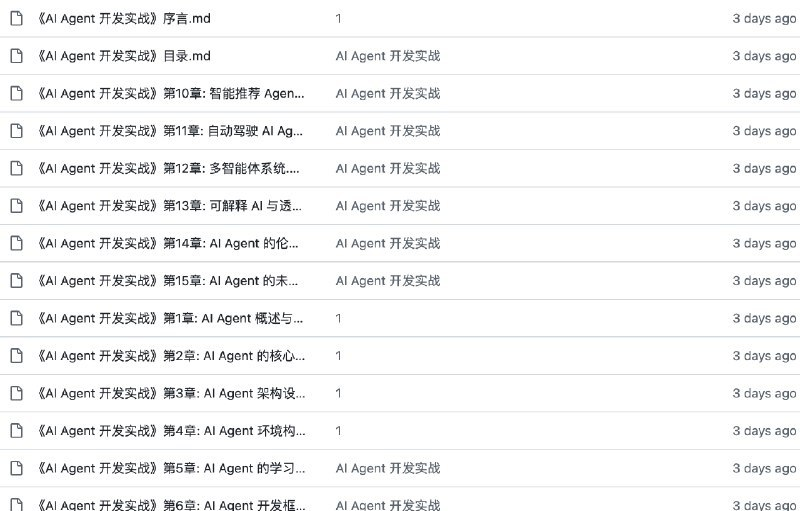 《AI Agent 开发实战》序言.md 1 3 days ago
《AI Agent 开发实战》目录.md AI Agent 开发实战 3 days ago
《AI Agent 开发实战》第10章: 智能推荐 Agen... AI Agent 开发实战 3 days ago
《AI Agent 开发实战》第11章: 自动驾驶 AI Ag... AI Agent 开发实战 3 days ago
《AI Agent 开发实战》第12章: 多智能体系统.... AI Agent 开发实战 3 days ago
《AI Agent 开发实战》第13章: 可解释 AI 与透... AI Agent 开发实战 3 days ago
《AI Agent 开发实战》第14章: AI Agent 的伦... AI Agent 开发实战 3 days ago
《AI Agent 开发实战》第15章: AI Agent 的未... AI Agent 开发实战 3 days ago
《AI Agent 开发实战》第1章: AI Agent 概述与... 1 3 days ago
《AI Agent 开发实战》第2章: AI Agent 的核心... 1 3 days ago
《AI Agent 开发实战》第3章: AI Agent 架构设... 1 3 days ago
《AI Agent 开发实战》第4章: AI Agent 环境构... 1 3 days ago
《AI Agent 开发实战》第5章: AI Agent 的学习... AI Agent 开发实战 3 days ago
《AI Agent 开发实战》第6章: AI Agent 开发框... AI Agent 开发实战 3 days ago